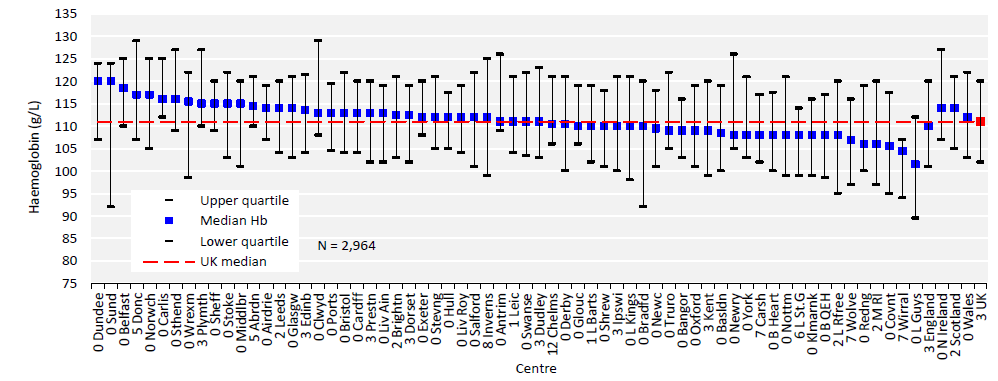 135
130
125
120
115
110
105
100
95
90
85
80
75
Haemoglobin (g/L)
Upper quartile
Median Hb
Lower quartile
UK median
N = 2,964
0 Dundee
0 Sund
0 Belfast
5 Donc
0 Norwch
0 Carlis
0 Sthend
0 Wrexm
3 Plymth
0 Sheff
0 Stoke
0 Middlbr
5 Abrdn
0 Airdrie
2 Leeds
0 Glasgw
3 Edinb
0 Clwyd
0 Ports
0 Bristol
0 Cardff
0 Prestn
0 Liv Ain
2 Brightn
3 Dorset
0 Exeter
0 Stevng
0 Hull
0 Liv Roy
0 Salford
8 Inverns
0 Antrim
1 Leic
0 Swanse
3 Dudley
12 Chelms
0 Derby
0 Glouc
1 L Barts
0 Shrew
3 Ipswi
0 L Kings
0 Bradfd
0 Newc
0 Truro
0 Bangor
0 Oxford
3 Kent
0 Basldn
0 Newry
0 York
7 Carsh
0 B Heart
0 Nottm
6 L St.G
0 Klmarnk
0 B QEH
2 L Rfree
7 Wolve
0 Redng
2 M RI
0 Covnt
7 Wirral
0 L Guys
3 England
0 N Ireland
2 Scotland
0 Wales
3 UK
Centre